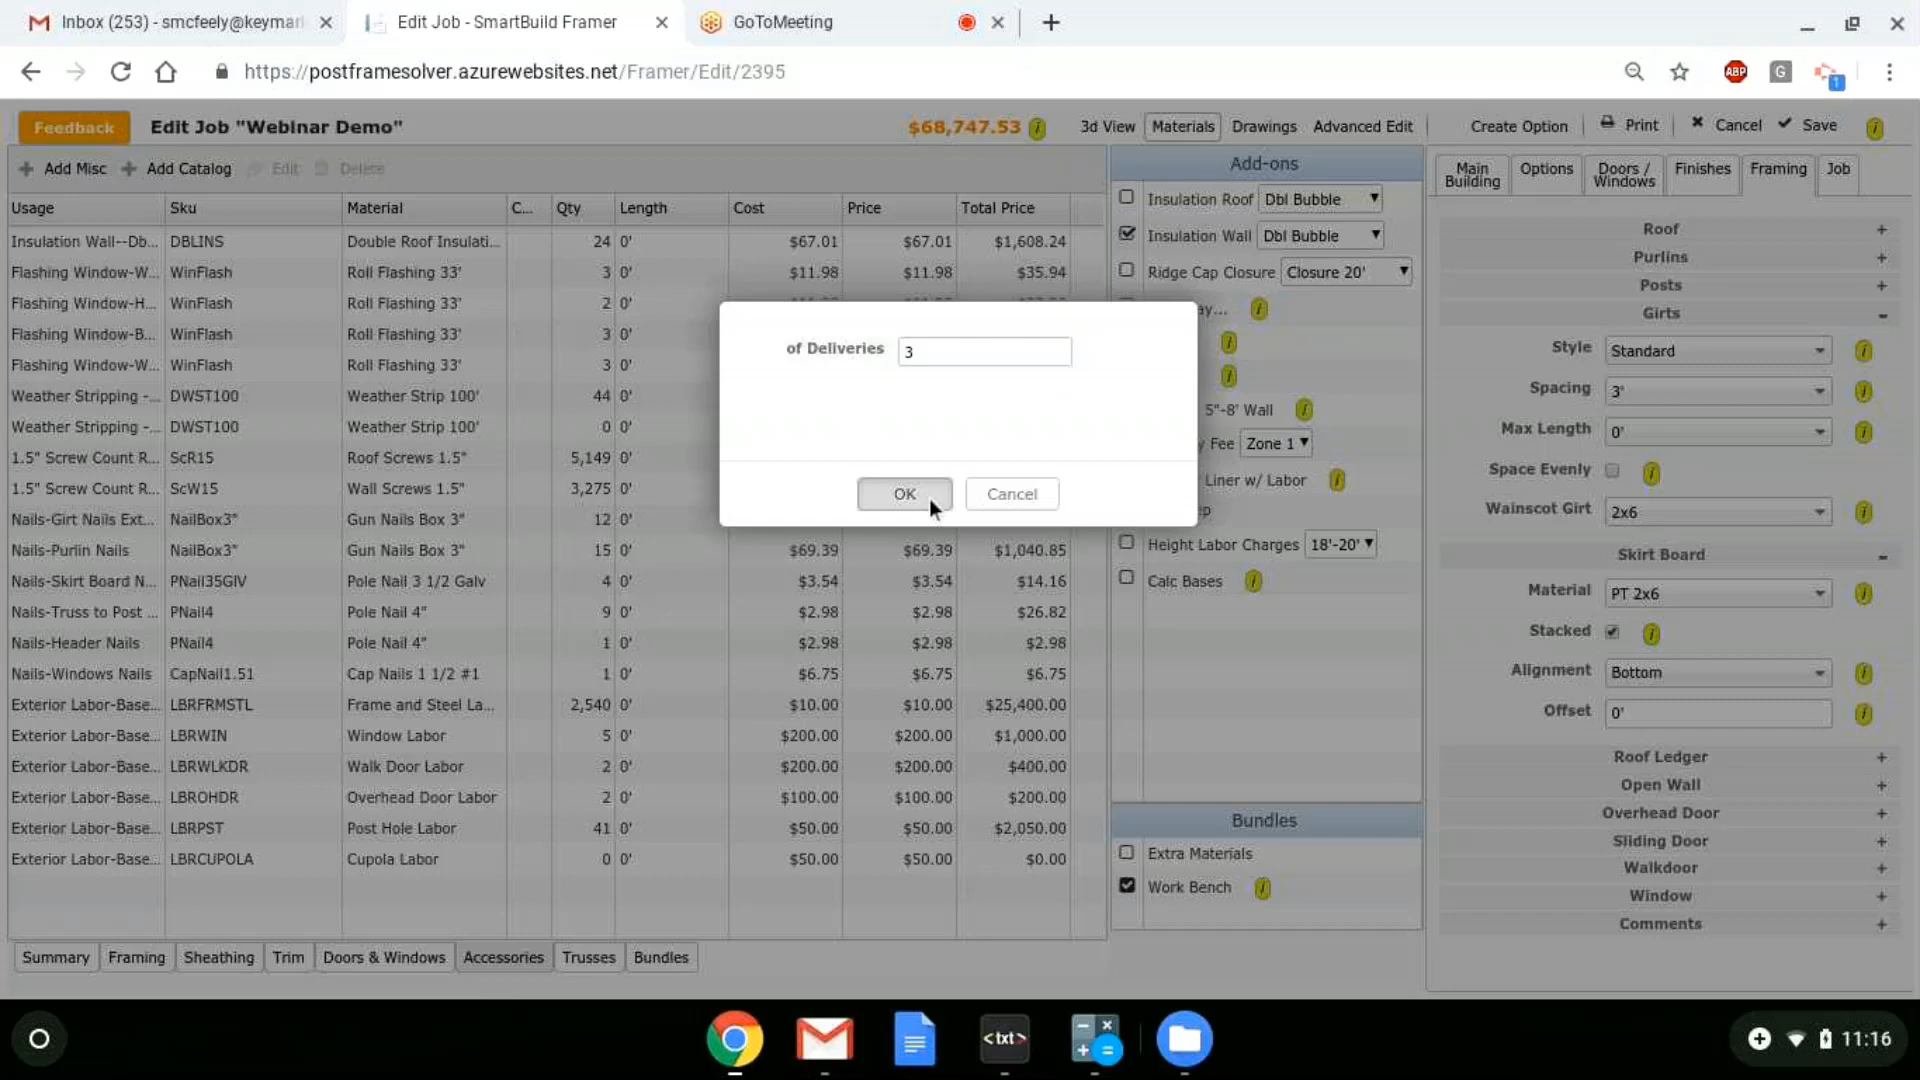 Inbox (253) - smcfeely@keymar
Edit Job - SmartBuild Framer
GoToMeeting
https://postframesolver.azurewebsites.net/Framer/Edit/2395
ABP
G
1
Feedback
Edit Job "Webinar Demo"
$68,747.53
3d View
Materials
Drawings
Advanced Edit
Create Option
Print
Cancel
Save
Add Misc
Add Catalog
Edit
Delete
Usage Sku Material C... Qty Length Cost Price Total Price
Insulation Wall--Db... DBLINS Double Roof Insulati... 24 0' $67.01 $67.01 $1,608.24
Flashing Window-W... WinFlash Roll Flashing 33' 3 0' $11.98 $11.98 $35.94
Flashing Window-H... WinFlash Roll Flashing 33' 2 0'
Flashing Window-B... WinFlash Roll Flashing 33' 3 0'
Flashing Window-W... WinFlash Roll Flashing 33' 3 0'
Weather Stripping -... DWST100 Weather Strip 100' 44 0'
Weather Stripping -... DWST100 Weather Strip 100' 0 0'
1.5" Screw Count R... ScR15 Roof Screws 1.5" 5,149 0'
1.5" Screw Count R... ScW15 Wall Screws 1.5" 3,275 0'
Nails-Girt Nails Ext... NailBox3" Gun Nails Box 3" 12 0'
Nails-Purlin Nails NailBox3" Gun Nails Box 3" 15 0' $69.39 $69.39 $1,040.85
Nails-Skirt Board N... PNail35GlV Pole Nail 3 1/2 Galv 4 0' $3.54 $3.54 $14.16
Nails-Truss to Post ... PNail4 Pole Nail 4" 9 0' $2.98 $2.98 $26.82
Nails-Header Nails PNail4 Pole Nail 4" 1 0' $2.98 $2.98 $2.98
Nails-Windows Nails CapNail1.51 Cap Nails 1 1/2 #1 1 0' $6.75 $6.75 $6.75
Exterior Labor-Base... LBRFRMSTL Frame and Steel La... 2,540 0' $10.00 $10.00 $25,400.00
Exterior Labor-Base... LBRWIN Window Labor 5 0' $200.00 $200.00 $1,000.00
Exterior Labor-Base... LBRWLKDR Walk Door Labor 2 0' $200.00 $200.00 $400.00
Exterior Labor-Base... LBROHDR Overhead Door Labor 2 0' $100.00 $100.00 $200.00
Exterior Labor-Base... LBRPST Post Hole Labor 41 0' $50.00 $50.00 $2,050.00
Exterior Labor-Base... LBRCUPOLA Cupola Labor 0 0' $50.00 $50.00 $0.00
Summary
Framing
Sheathing
Trim
Doors & Windows
Accessories
Trusses
Bundles
of Deliveries 3
OK
Cancel
Add-ons
Insulation Roof Dbl Bubble
Insulation Wall Dbl Bubble
Ridge Cap Closure Closure 20'
ay...
5"-8' Wall
y Fee Zone 1
Liner w/ Labor
p
Height Labor Charges 18'-20'
Calc Bases
Bundles
Extra Materials
Work Bench
Main Building
Options
Doors / Windows
Finishes
Framing
Job
Roof +
Purlins +
Posts +
Girts -
Style Standard
Spacing 3'
Max Length 0'
Space Evenly
Wainscot Girt 2x6
Skirt Board -
Material PT 2x6
Stacked
Alignment Bottom
Offset 0'
Roof Ledger +
Open Wall +
Overhead Door +
Sliding Door +
Walkdoor +
Window +
Comments +
<txt>
11:16